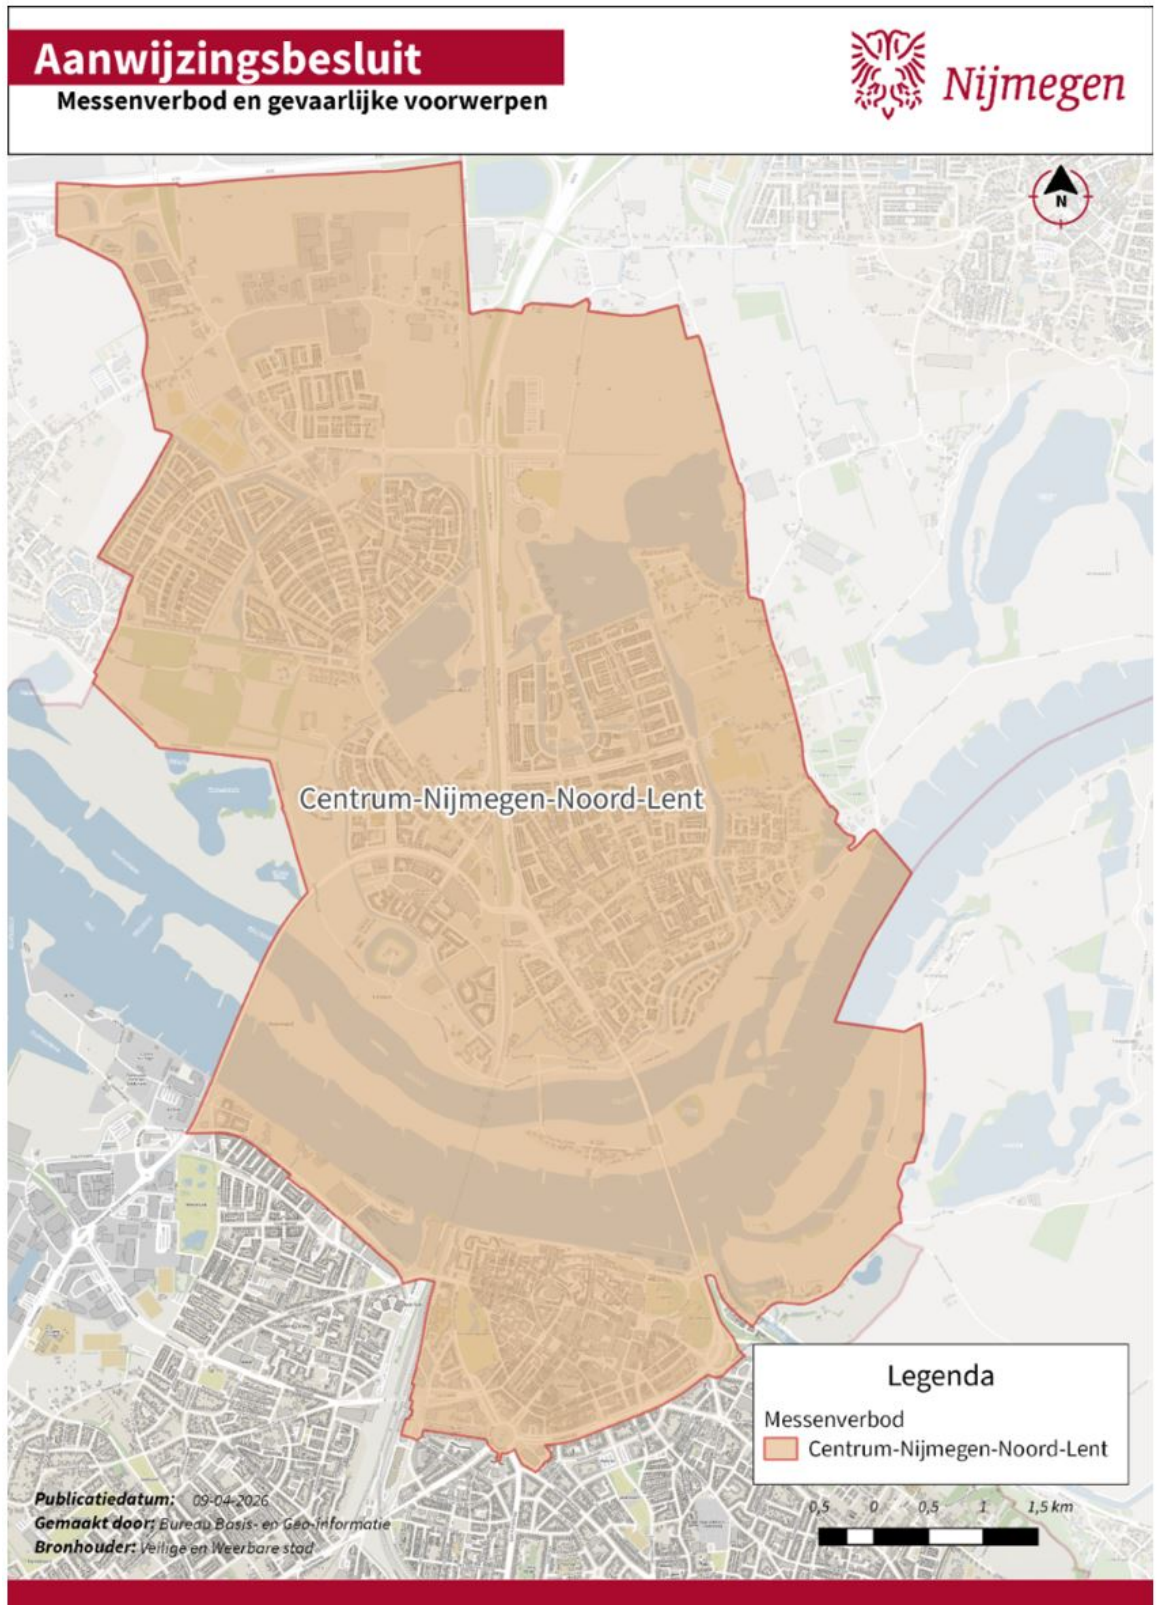 Aanwijzingsbesluit
Messenverbod en gevaarlijke voorwerpen
Nijmegen
N
Centrum-Nijmegen-Noord-Lent
Legenda
Messenverbod
Centrum-Nijmegen-Noord-Lent
0,5 0 0,5 1 1,5 km
Publicatiedatum: 09-04-2026
Gemaakt door: Bureau Basis- en Geo-informatie
Bronhouder: Veilige en Weerbare stad